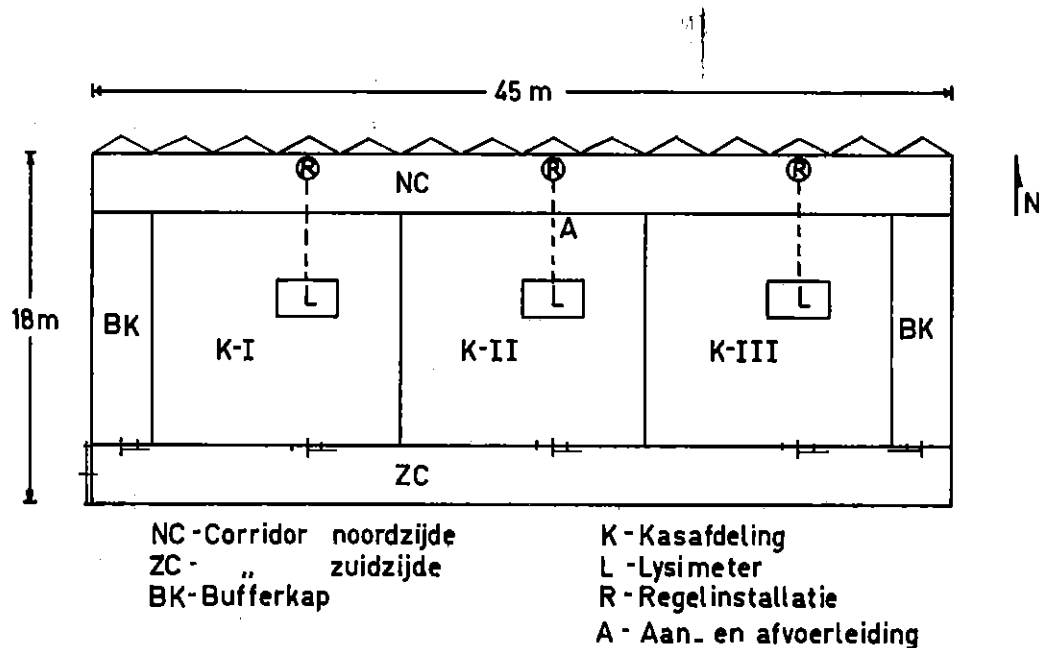 45 m
R R R
NC
N
A
L L L
18m
BK BK
K-I K-II K-III
ZC
NC - Corridor noordzijde
ZC - „ zuidzijde
BK - Bufferkap
K - Kasafdeling
L - Lysimeter
R - Regelinstallatie
A - Aan- en afvoerleiding